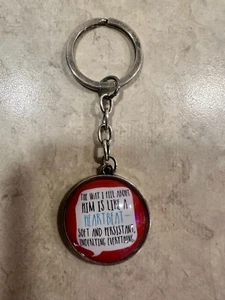 THE WAY I FEEL ABOUT
HIM IS LIKE A
HEARTBEAT –
SOFT AND PERSISTENT,
UNDERLYING EVERYTHING.